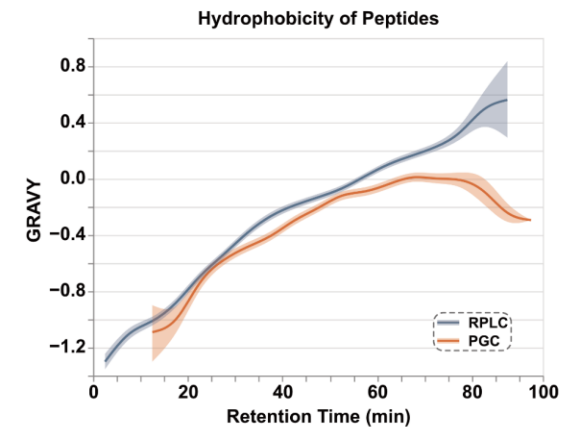 Hydrophobicity of Peptides
GRAVY
0.8
0.4
0.0
−0.4
−0.8
−1.2
RPLC
PGC
0 20 40 60 80 100
Retention Time (min)